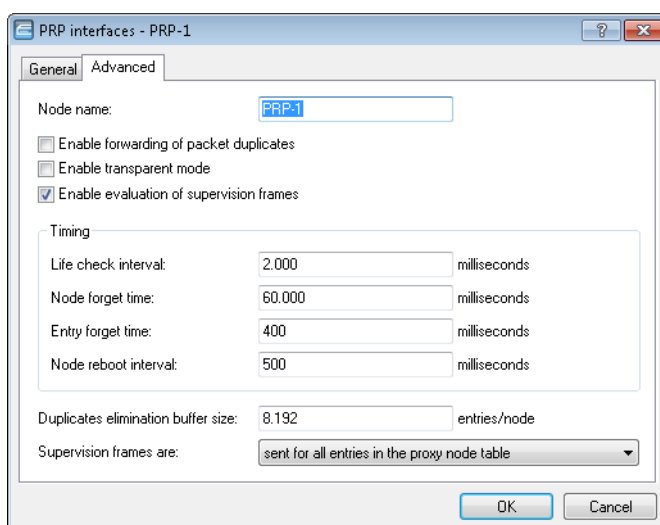 PRP interfaces - PRP-1
General Advanced
Node name: PRP-1
Enable forwarding of packet duplicates
Enable transparent mode
Enable evaluation of supervision frames
Timing
Life check interval: 2.000 milliseconds
Node forget time: 60.000 milliseconds
Entry forget time: 400 milliseconds
Node reboot interval: 500 milliseconds
Duplicates elimination buffer size: 8.192 entries/node
Supervision frames are: sent for all entries in the proxy node table
OK Cancel